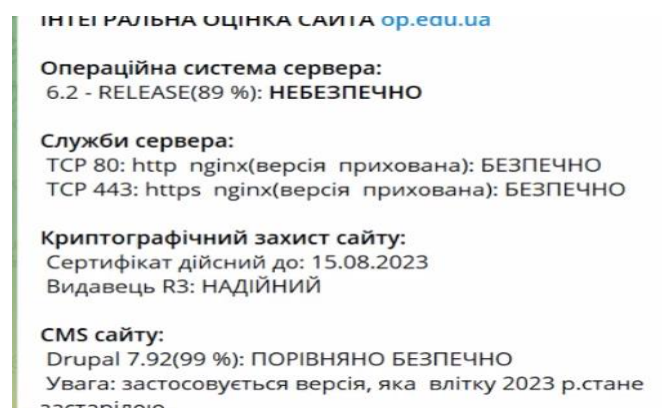 ІНТЕГРАЛЬНА ОЦІНКА САЙТА op.edu.ua
Операційна система сервера:
6.2 - RELEASE(89 %): НЕБЕЗПЕЧНО
Служби сервера:
TCP 80: http nginx(версія прихована): БЕЗПЕЧНО
TCP 443: https nginx(версія прихована): БЕЗПЕЧНО
Криптографічний захист сайту:
Сертифікат дійсний до: 15.08.2023
Видавець R3: НАДІЙНИЙ
CMS сайту:
Drupal 7.92(99 %): ПОРІВНЯНО БЕЗПЕЧНО
Увага: застосовується версія, яка влітку 2023 р.стане
застарілою